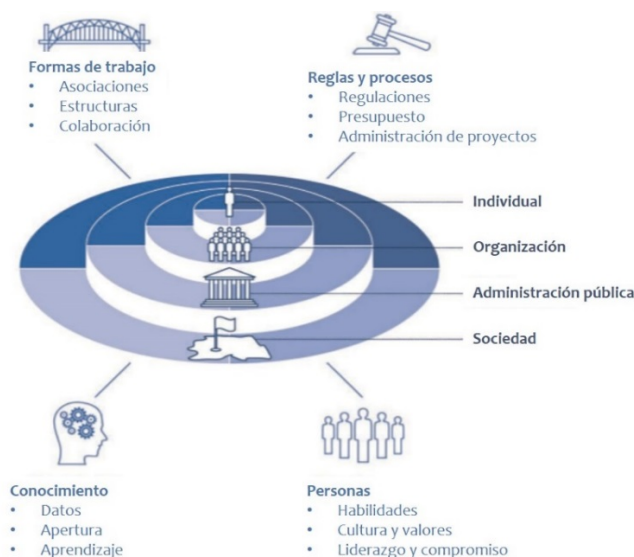 Formas de trabajo
• Asociaciones
• Estructuras
• Colaboración
Reglas y procesos
• Regulaciones
• Presupuesto
• Administración de proyectos
Individual
Organización
Administración pública
Sociedad
Conocimiento
• Datos
• Apertura
• Aprendizaje
Personas
• Habilidades
• Cultura y valores
• Liderazgo y compromiso